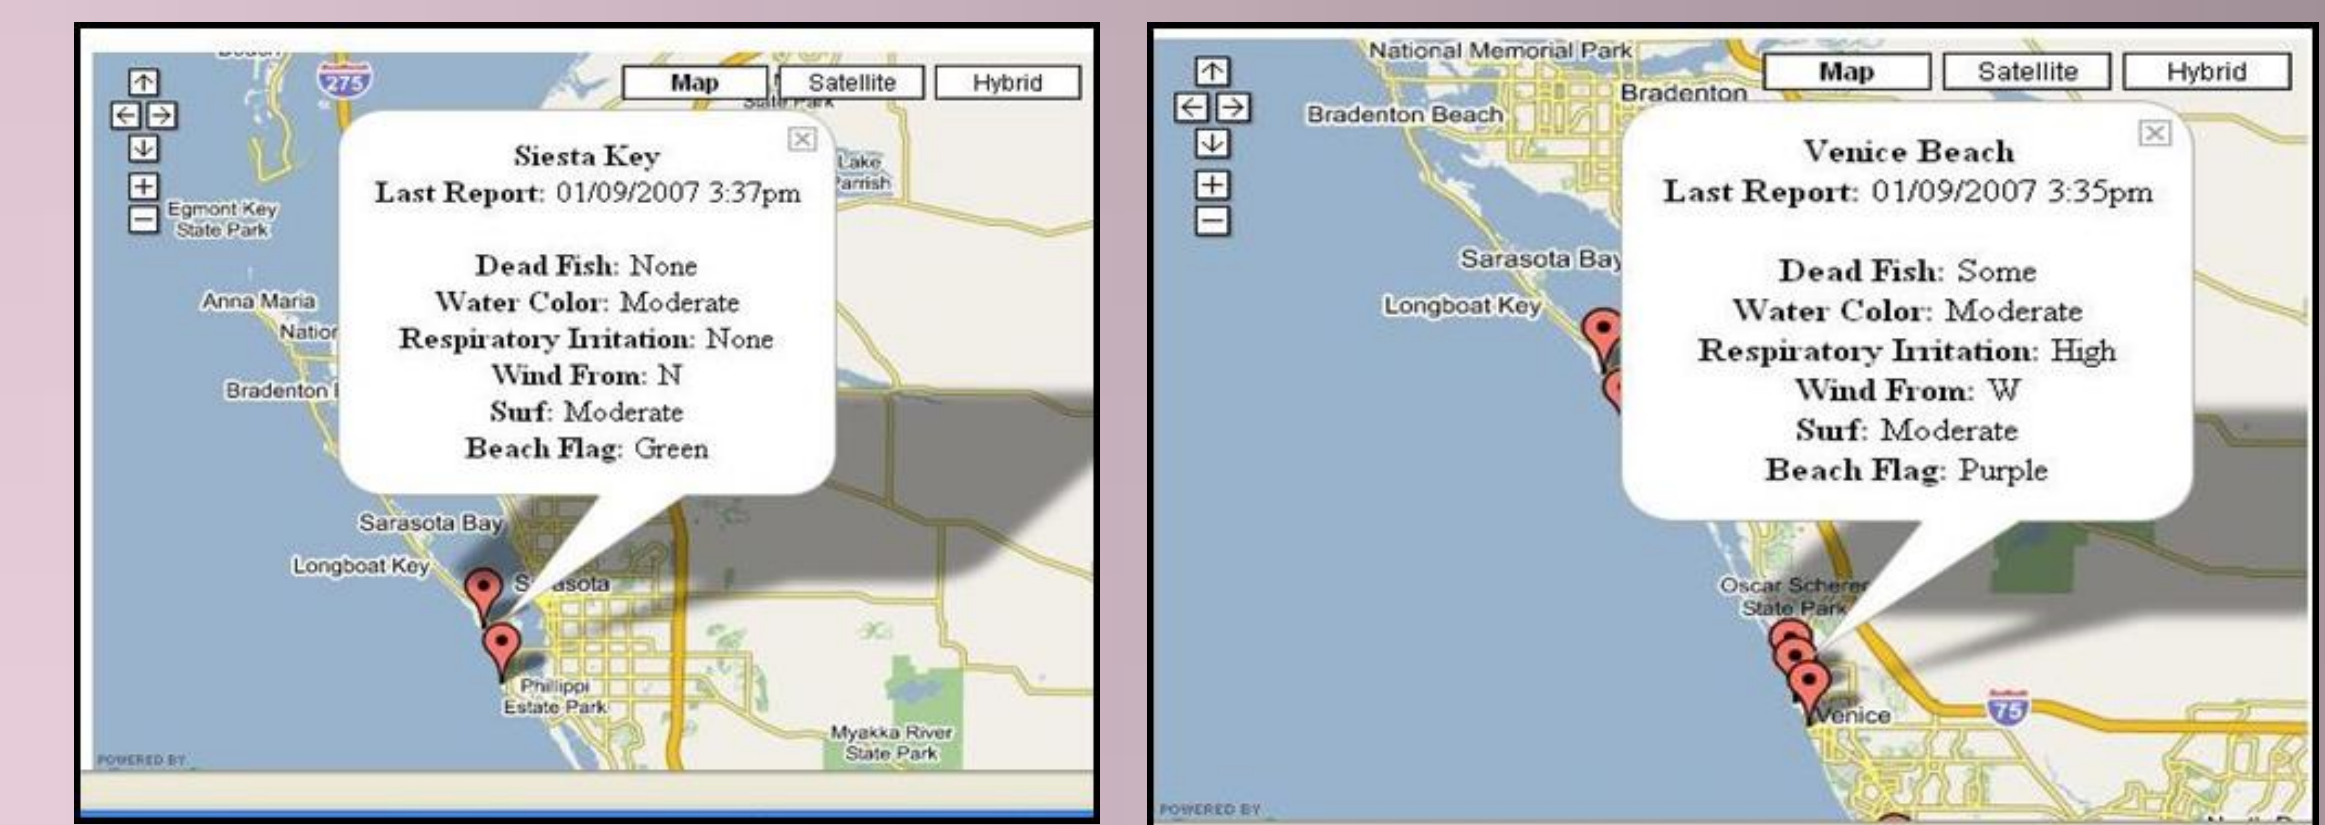 275
Map
Satellite
Hybrid
State Park
Siesta Key
Last Report: 01/09/2007 3:37pm
Dead Fish: None
Water Color: Moderate
Respiratory Irritation: None
Wind From: N
Surf: Moderate
Beach Flag: Green
Lake
Parrish
Egmont Key
State Park
Anna Maria
Bradenton
Sarasota Bay
Longboat Key
Phillippi
Estate Park
Myakka River
State Park
POWERED BY
National Memorial Park
Map
Satellite
Hybrid
Bradenton
Bradenton Beach
Venice Beach
Last Report: 01/09/2007 3:35pm
Dead Fish: Some
Water Color: Moderate
Respiratory Irritation: High
Wind From: W
Surf: Moderate
Beach Flag: Purple
Sarasota Bay
Longboat Key
Oscar Scherer
State Park
Venice
75
POWERED BY